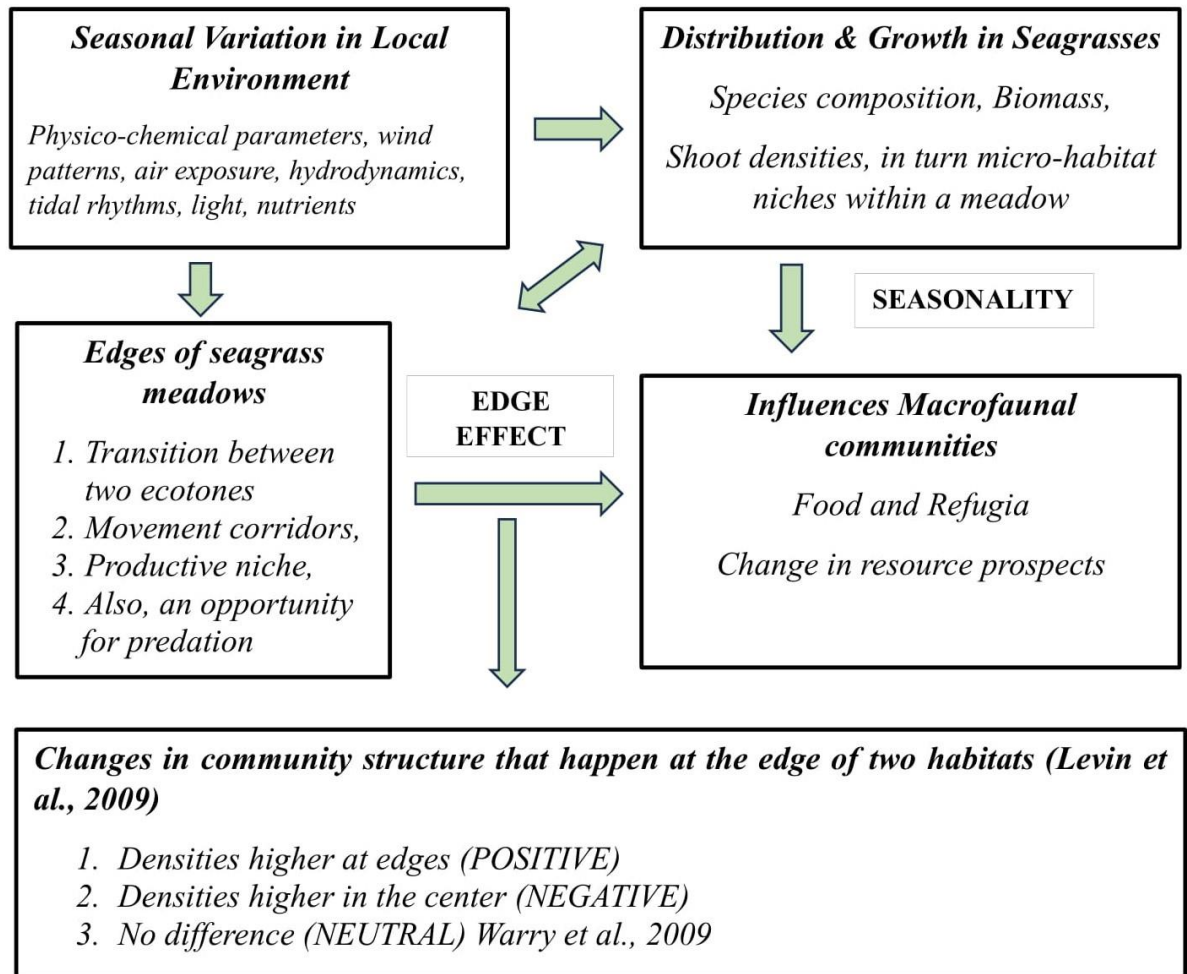 Seasonal Variation in Local
Environment
Physico-chemical parameters, wind
patterns, air exposure, hydrodynamics,
tidal rhythms, light, nutrients
Distribution & Growth in Seagrasses
Species composition, Biomass,
Shoot densities, in turn micro-habitat
niches within a meadow
SEASONALITY
Edges of seagrass
meadows
1. Transition between
two ecotones
2. Movement corridors,
3. Productive niche,
4. Also, an opportunity
for predation
EDGE
EFFECT
Influences Macrofaunal
communities
Food and Refugia
Change in resource prospects
Changes in community structure that happen at the edge of two habitats (Levin et
al., 2009)
1. Densities higher at edges (POSITIVE)
2. Densities higher in the center (NEGATIVE)
3. No difference (NEUTRAL) Warry et al., 2009